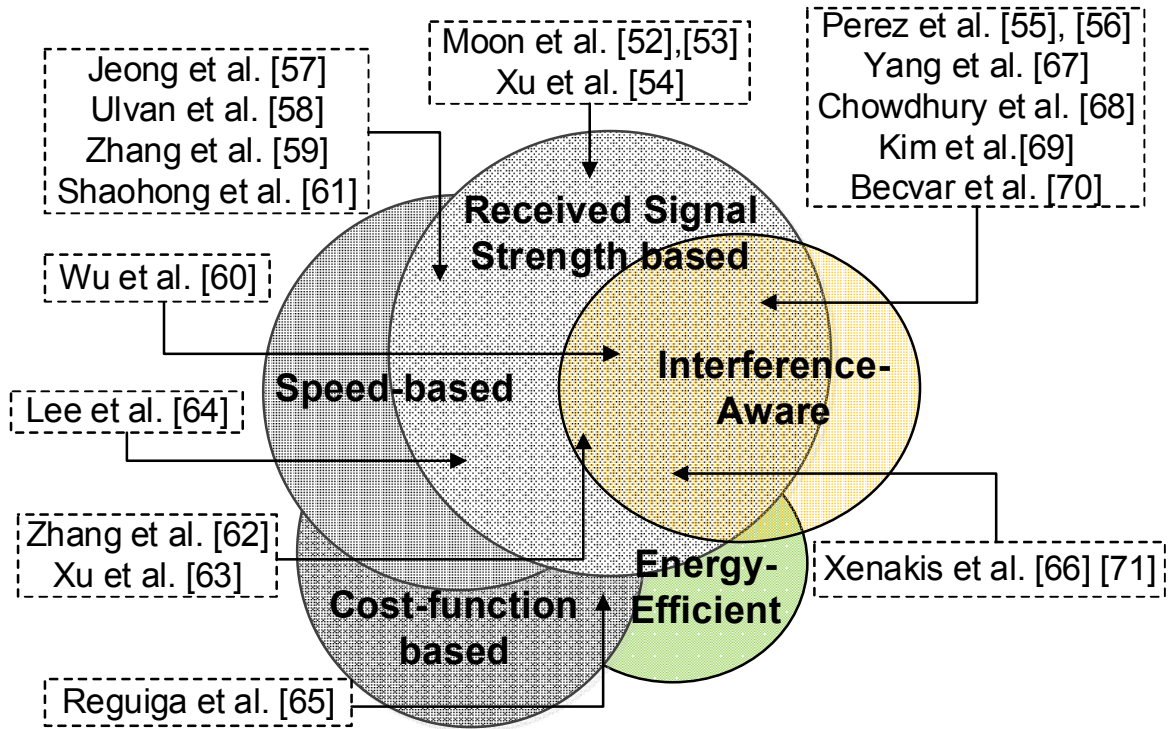 Moon et al. [52],[53]
Xu et al. [54]
Perez et al. [55], [56]
Yang et al. [67]
Chowdhury et al. [68]
Kim et al.[69]
Becvar et al. [70]
Jeong et al. [57]
Ulvan et al. [58]
Zhang et al. [59]
Shaohong et al. [61]
Received Signal
Strength based
Wu et al. [60]
Speed-based
Interference-
Aware
Lee et al. [64]
Zhang et al. [62]
Xu et al. [63]
Energy-
Efficient
Xenakis et al. [66] [71]
Cost-function
based
Reguiga et al. [65]